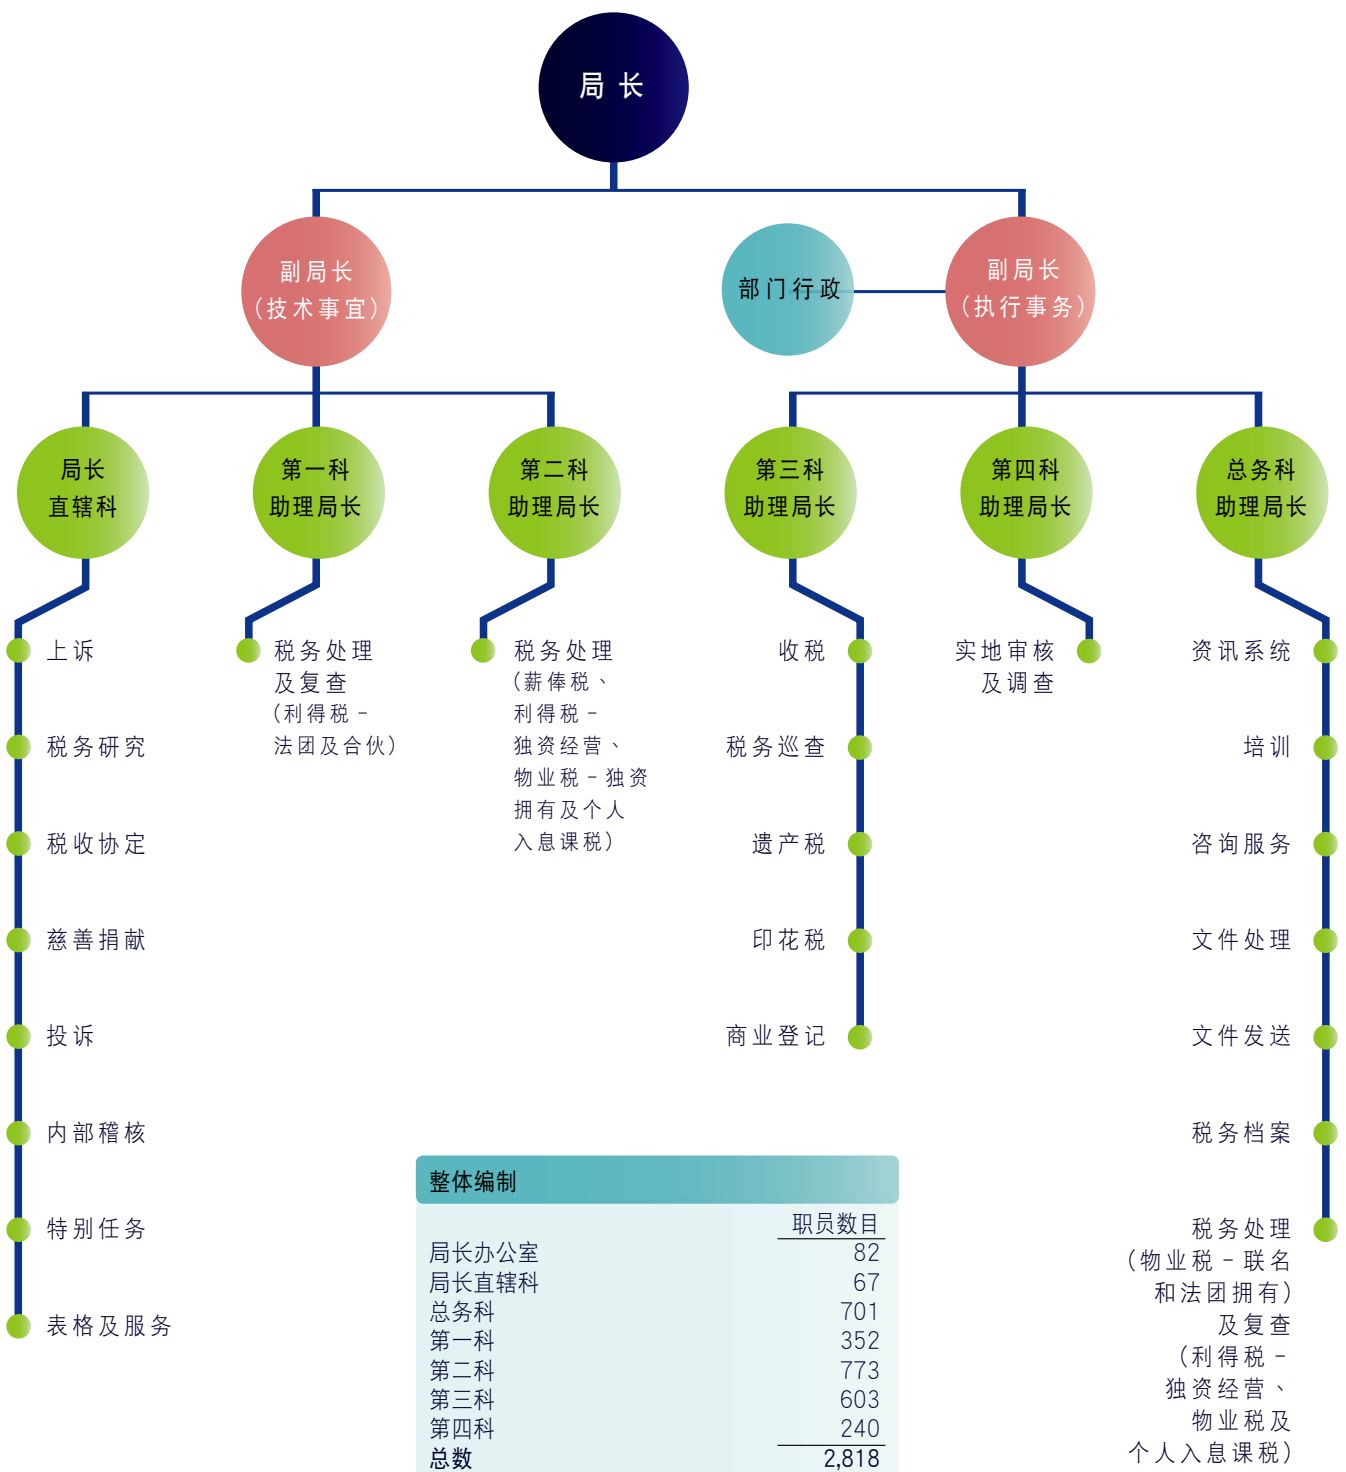 局长
副局长
（技术事宜）
部门行政
副局长
（执行事务）
局长
直辖科
第一科
助理局长
第二科
助理局长
第三科
助理局长
第四科
助理局长
总务科
助理局长
上诉
税务研究
税收协定
慈善捐献
投诉
内部稽核
特别任务
表格及服务
税务处理
及复查
（利得税－
法团及合伙）
税务处理
（薪俸税、
利得税－
独资经营、
物业税－独资
拥有及个人
入息课税）
收税
税务巡查
遗产税
印花税
商业登记
实地审核
及调查
资讯系统
培训
咨询服务
文件处理
文件发送
税务档案
税务处理
（物业税－联名
和法团拥有）
及复查
（利得税－
独资经营、
物业税及
个人入息课税）
整体编制
职员数目
局长办公室 82
局长直辖科 67
总务科 701
第一科 352
第二科 773
第三科 603
第四科 240
总数 2,818